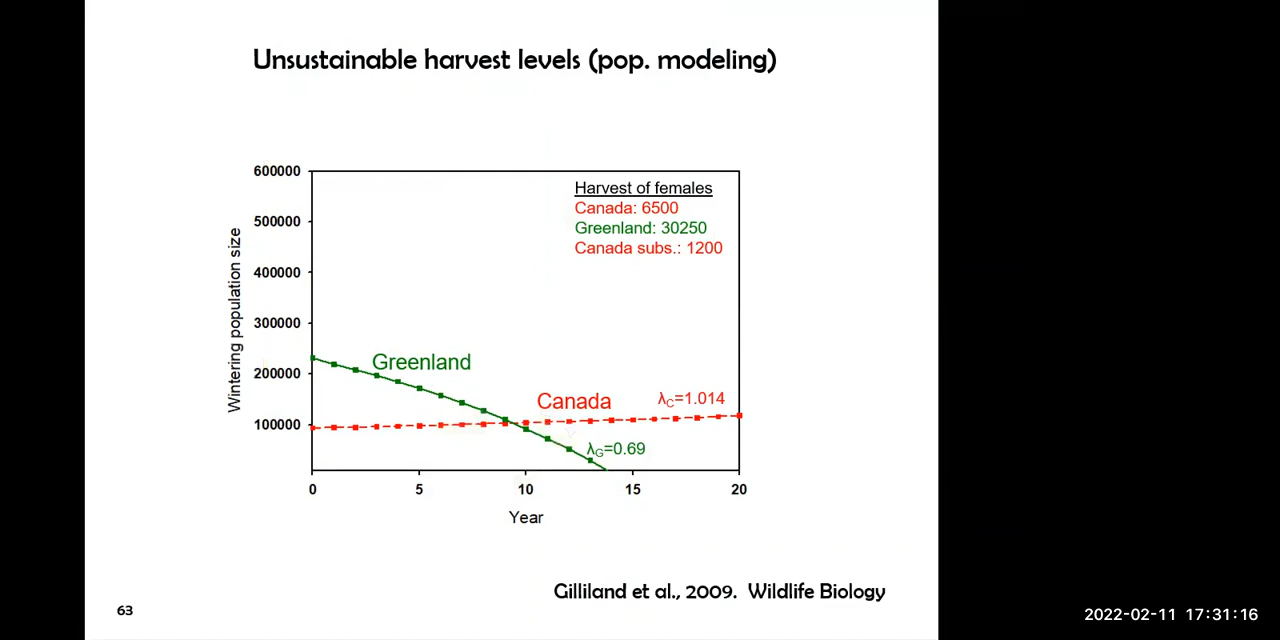 Unsustainable harvest levels (pop. modeling)
600000
500000
400000
300000
200000
100000
Wintering population size
Harvest of females
Canada: 6500
Greenland: 30250
Canada subs.: 1200
Greenland
Canada
λC=1.014
λG=0.69
0 5 10 15 20
Year
Gilliland et al., 2009. Wildlife Biology
63
2022-02-11 17:31:16